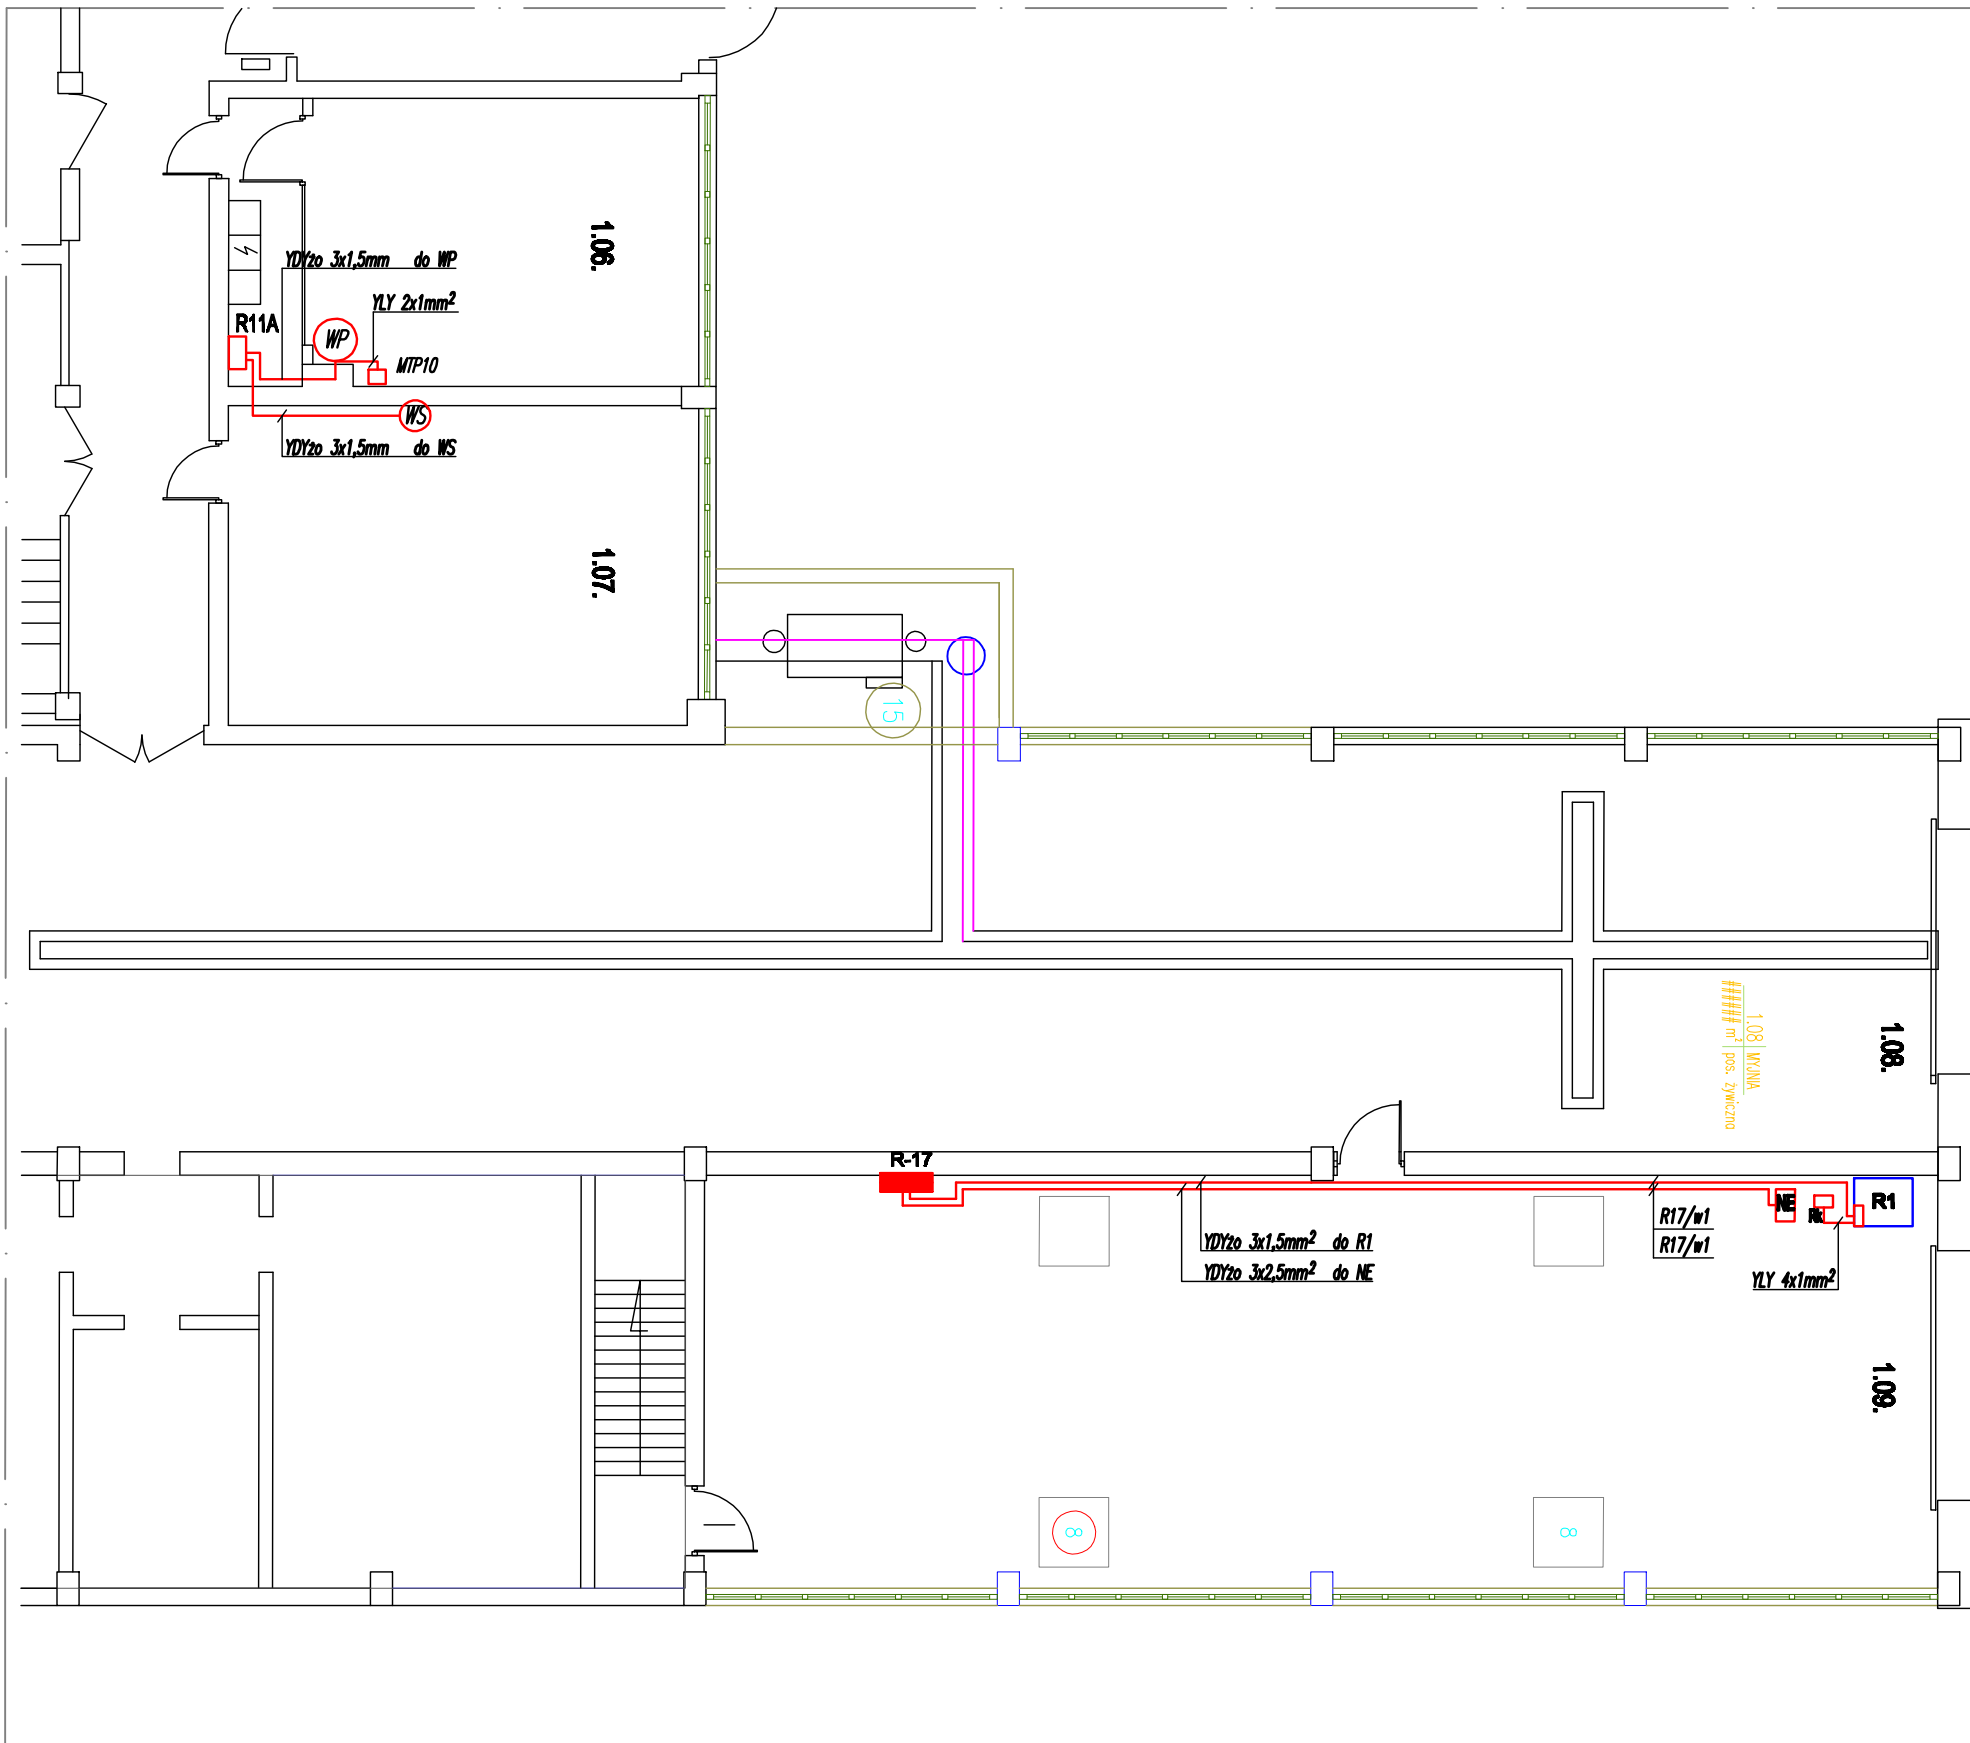 1.06.
YDYżo 3x1,5mm do WP
YLY 2x1mm²
R11A
WP
MTP10
WS
YDYżo 3x1,5mm do WS
1.07.
15
1.08 MYJNIA
###### m² pos. żywiczna
1.08.
R-17
NE
R1
R17/w1
R17/w1
YDYżo 3x1,5mm² do R1
YDYżo 3x2,5mm² do NE
YLY 4x1mm²
1.09.
8
8